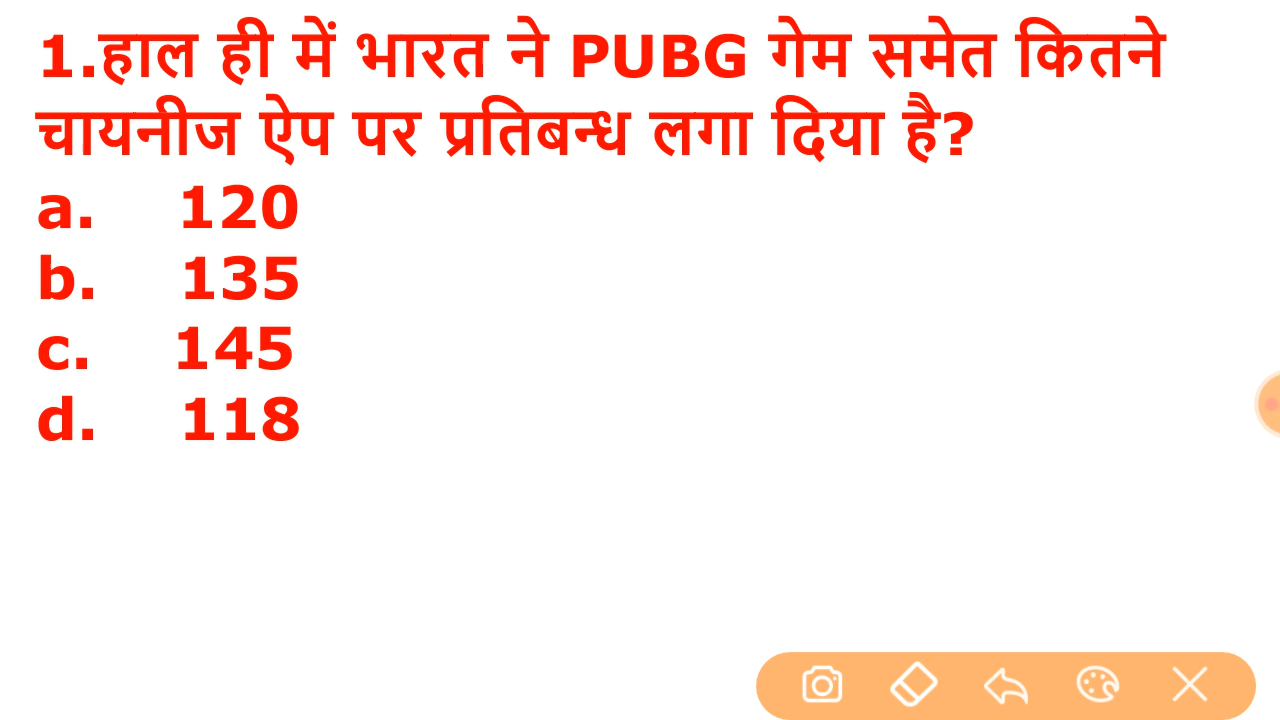 1.हाल ही में भारत ने PUBG गेम समेत कितने
चायनीज ऐप पर प्रतिबन्ध लगा दिया है?
a. 120
b. 135
c. 145
d. 118